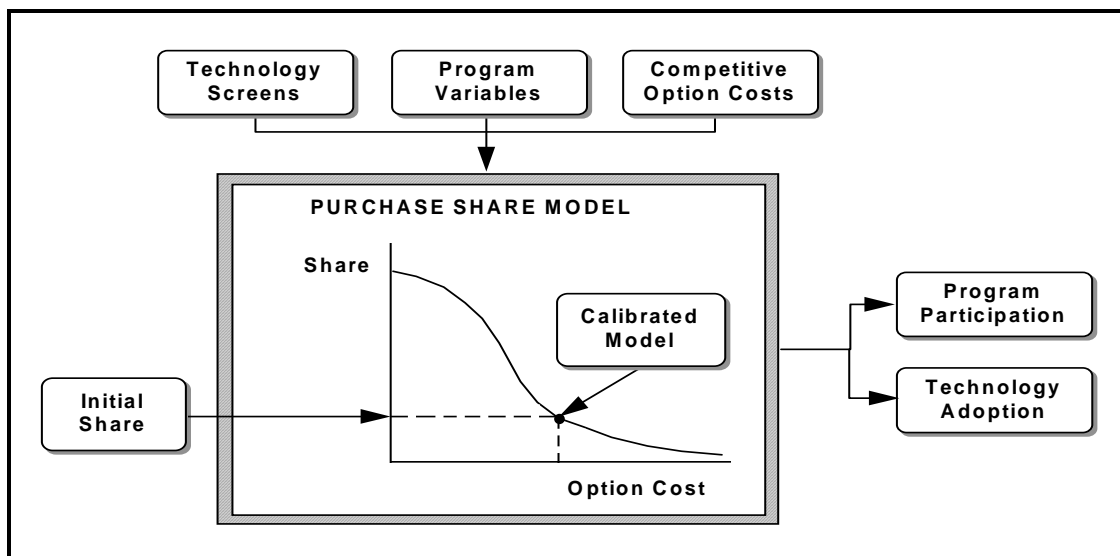 Technology
Screens
Program
Variables
Competitive
Option Costs
PURCHASE SHARE MODEL
Share
Calibrated
Model
Initial
Share
Option Cost
Program
Participation
Technology
Adoption